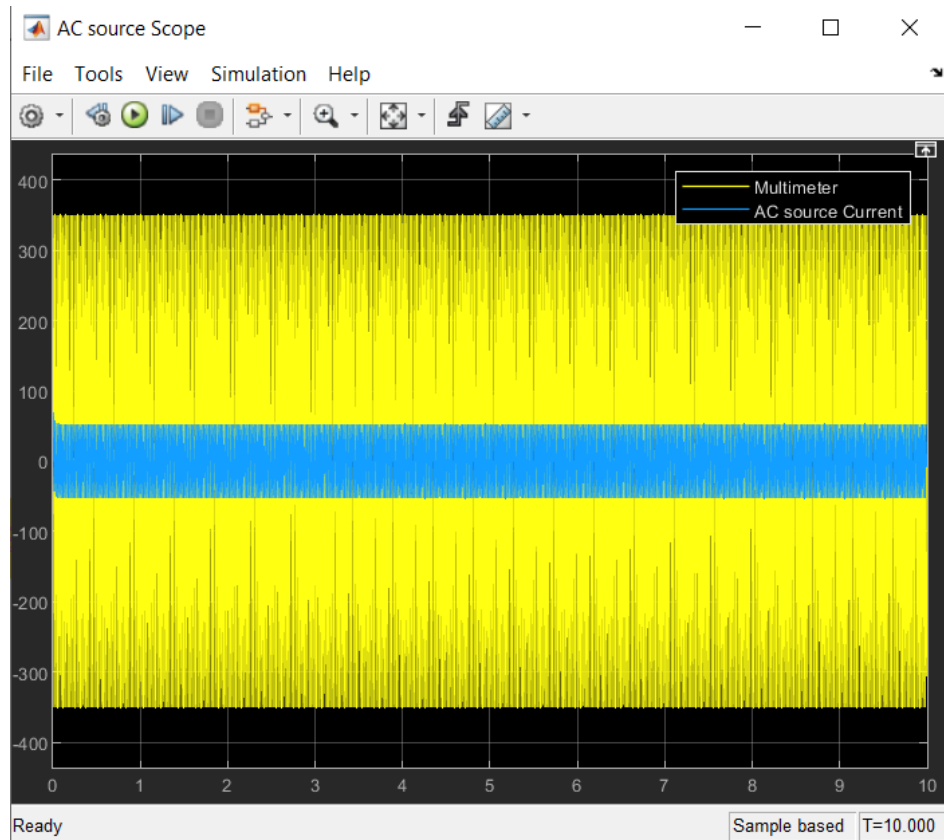 AC source Scope
File Tools View Simulation Help
Multimeter
AC source Current
400
300
200
100
0
-100
-200
-300
-400
0 1 2 3 4 5 6 7 8 9 10
Ready Sample based T=10.000